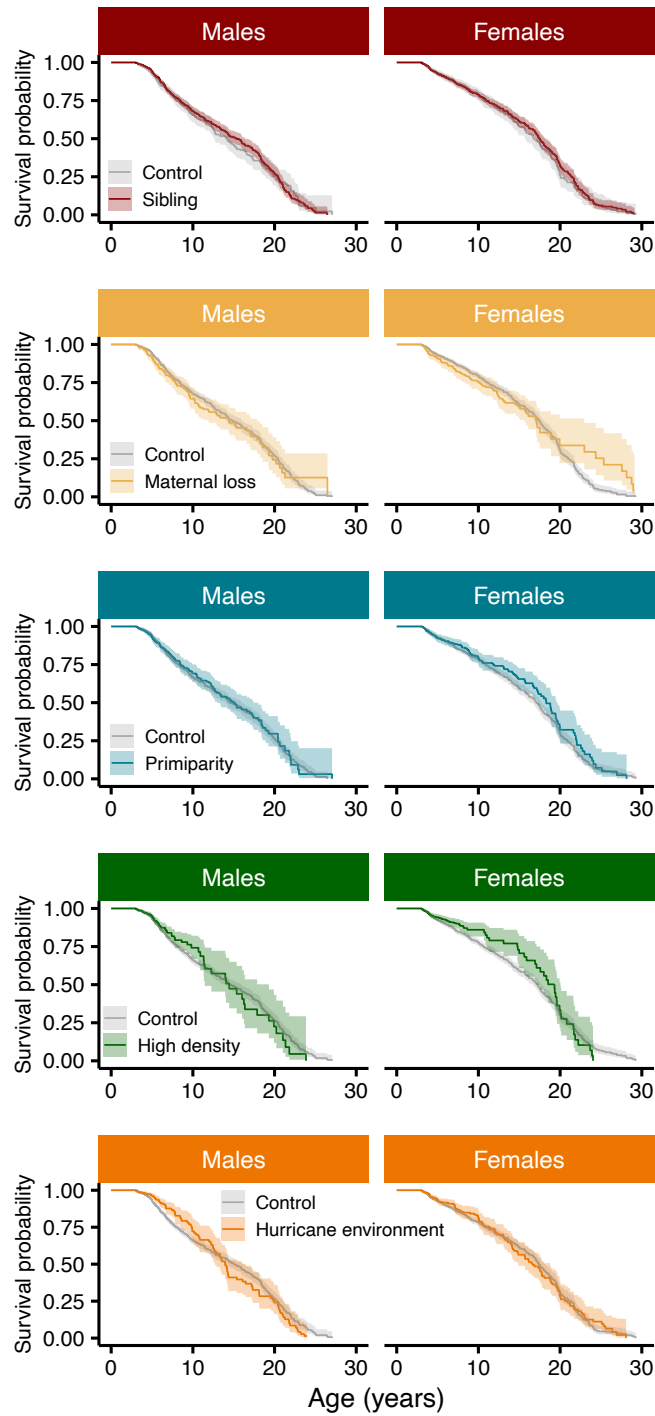 Males Females
Survival probability
1.00
0.75
0.50
0.25
0.00
Control
Sibling
0 10 20 30 0 10 20 30
Males Females
Survival probability
1.00
0.75
0.50
0.25
0.00
Control
Maternal loss
0 10 20 30 0 10 20 30
Males Females
Survival probability
1.00
0.75
0.50
0.25
0.00
Control
Primiparity
0 10 20 30 0 10 20 30
Males Females
Survival probability
1.00
0.75
0.50
0.25
0.00
Control
High density
0 10 20 30 0 10 20 30
Males Females
Survival probability
1.00
0.75
0.50
0.25
0.00
Control
Hurricane environment
0 10 20 30 0 10 20 30
Age (years)